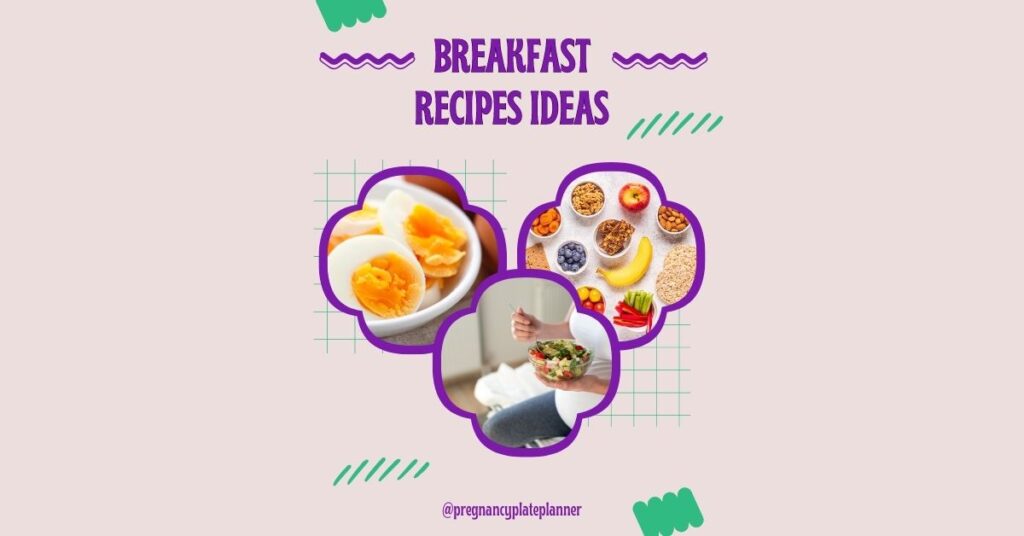 BREAKFAST
RECIPES IDEAS
@pregnancyplateplanner